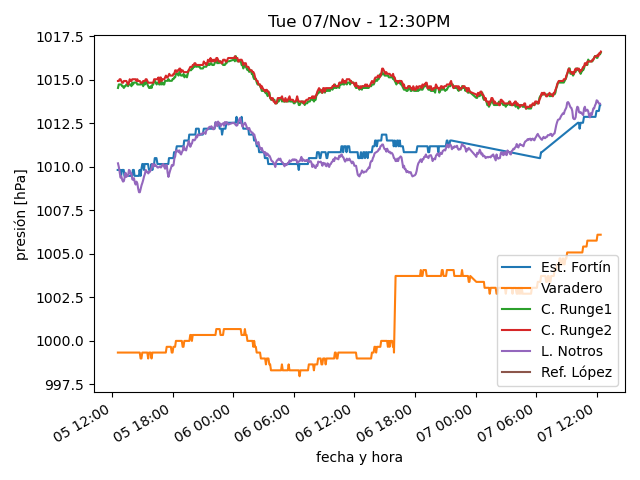 Tue 07/Nov - 12:30PM
presión [hPa]
1017.5
1015.0
1012.5
1010.0
1007.5
1005.0
1002.5
1000.0
997.5
Est. Fortín
Varadero
C. Runge1
C. Runge2
L. Notros
Ref. López
05 12:00
05 18:00
06 00:00
06 06:00
06 12:00
06 18:00
07 00:00
07 06:00
07 12:00
fecha y hora